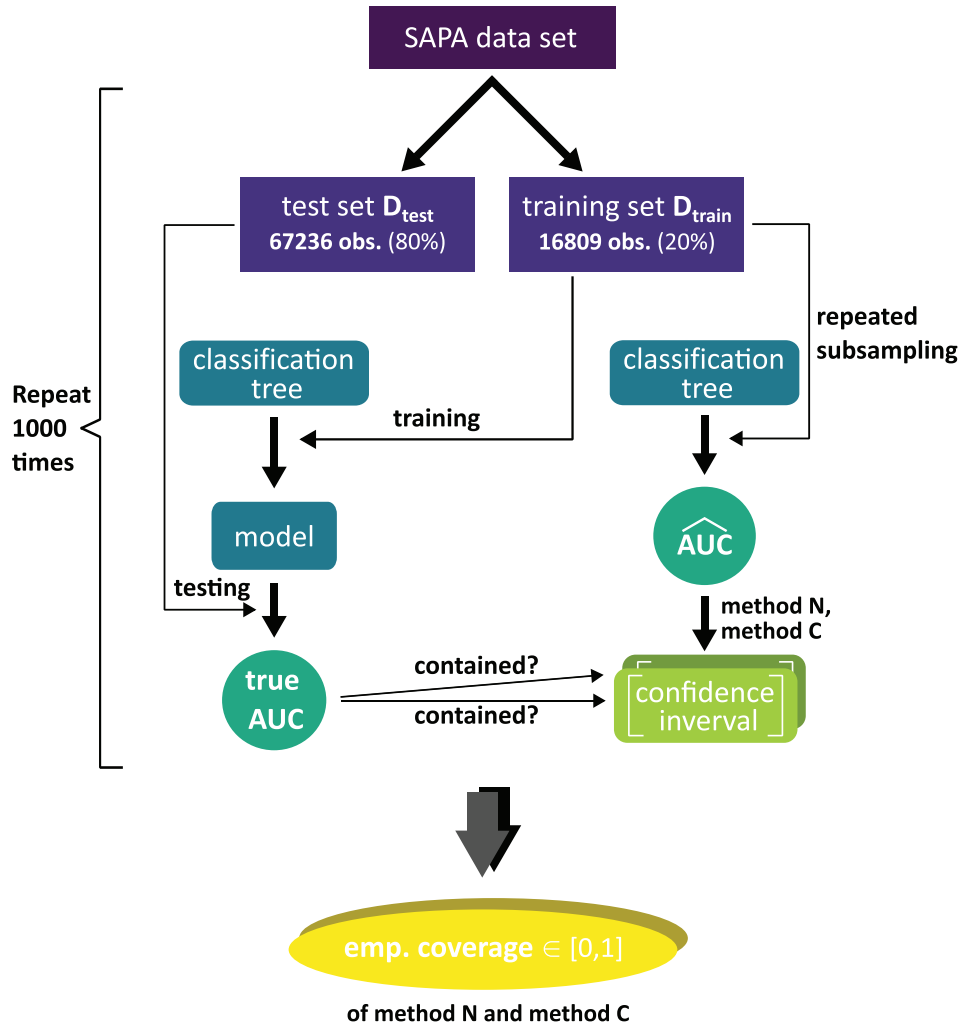 SAPA data set
test set D_test
67236 obs. (80%)
training set D_train
16809 obs. (20%)
repeated
subsampling
classification
tree
classification
tree
Repeat
1000
times
training
model
AUC^
testing
method N,
method C
true
AUC
contained?
contained?
[confidence
inverval]
emp. coverage ∈ [0,1]
of method N and method C